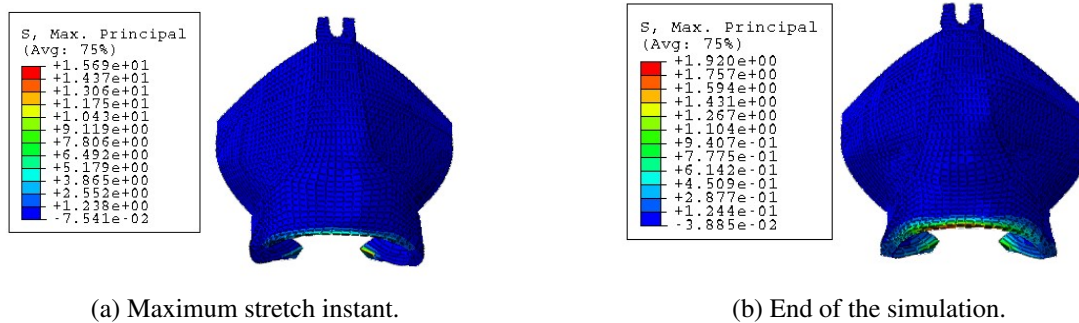 S, Max. Principal
(Avg: 75%)
+1.569e+01
+1.437e+01
+1.306e+01
+1.175e+01
+1.043e+01
+9.119e+00
+7.806e+00
+6.492e+00
+5.179e+00
+3.865e+00
+2.552e+00
+1.238e+00
-7.541e-02
S, Max. Principal
(Avg: 75%)
+1.920e+00
+1.757e+00
+1.594e+00
+1.431e+00
+1.267e+00
+1.104e+00
+9.407e-01
+7.775e-01
+6.142e-01
+4.509e-01
+2.877e-01
+1.244e-01
-3.885e-02
(a) Maximum stretch instant.
(b) End of the simulation.